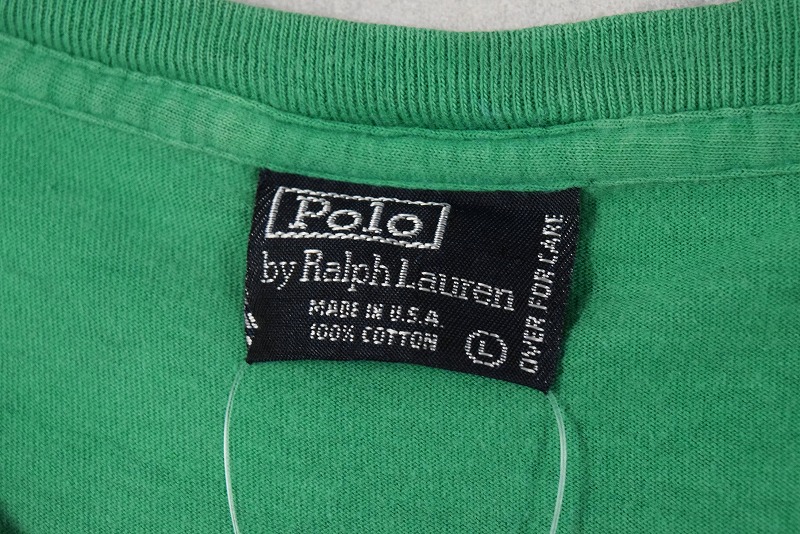 Polo
by Ralph Lauren
MADE IN U.S.A.
100% COTTON
L
OVER FOR CARE